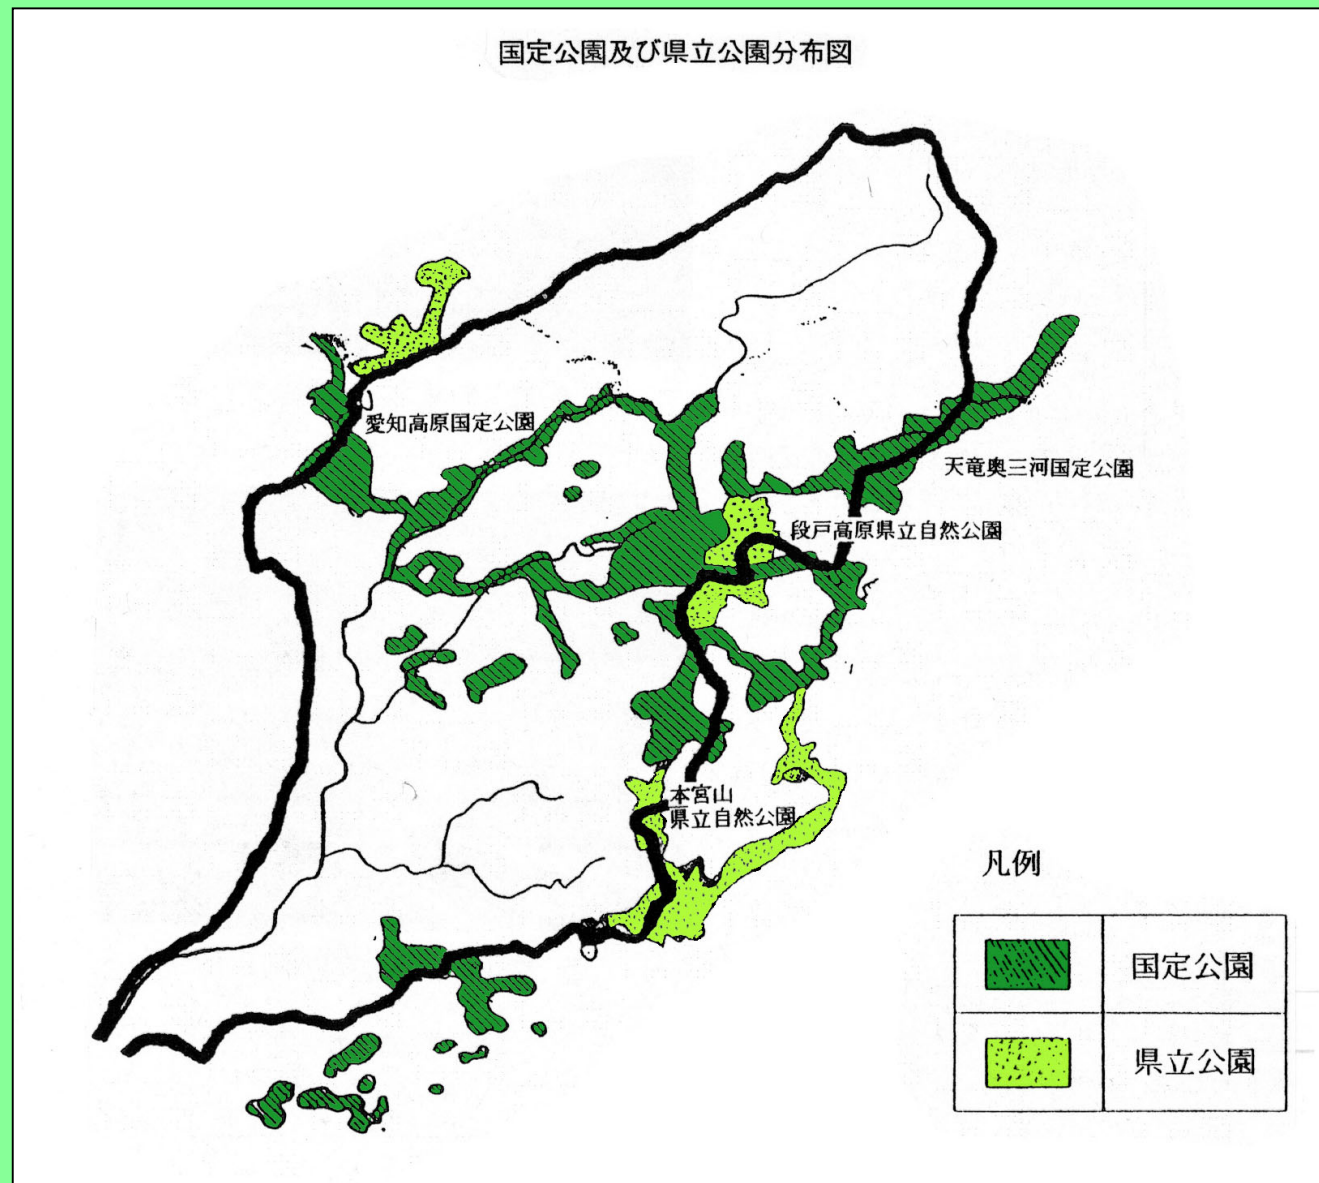 国定公園及び県立公園分布図
愛知高原国定公園
天竜奥三河国定公園
段戸高原県立自然公園
本宮山
県立自然公園
凡例
国定公園
県立公園